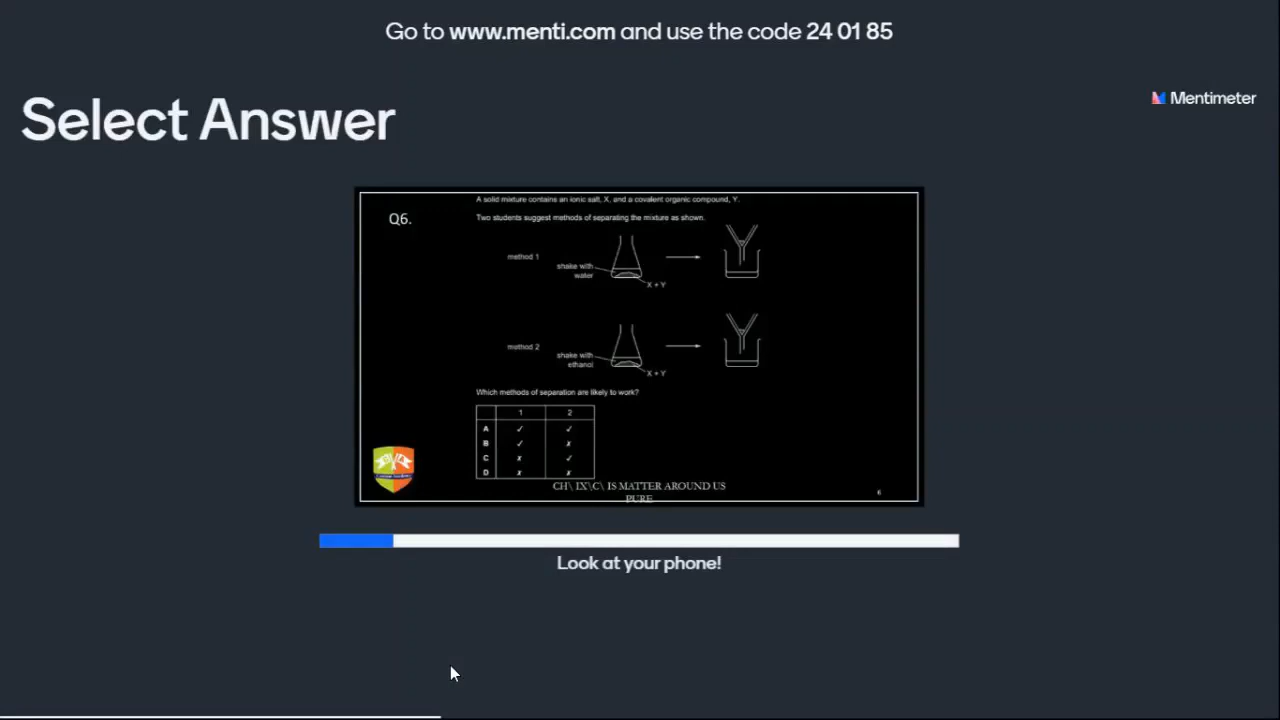 Go to www.menti.com and use the code 24 01 85
Mentimeter
Select Answer
Q6.
A solid mixture contains an ionic salt, X, and a covalent organic compound, Y.
Two students suggest methods of separating the mixture as shown.
method 1
shake with
water
X + Y
method 2
shake with
ethanol
X + Y
Which methods of separation are likely to work?
1 2
A ✓ ✓
B ✓ x
C x ✓
D x x
CH\ IX\C\ IS MATTER AROUND US
PURE
6
Look at your phone!